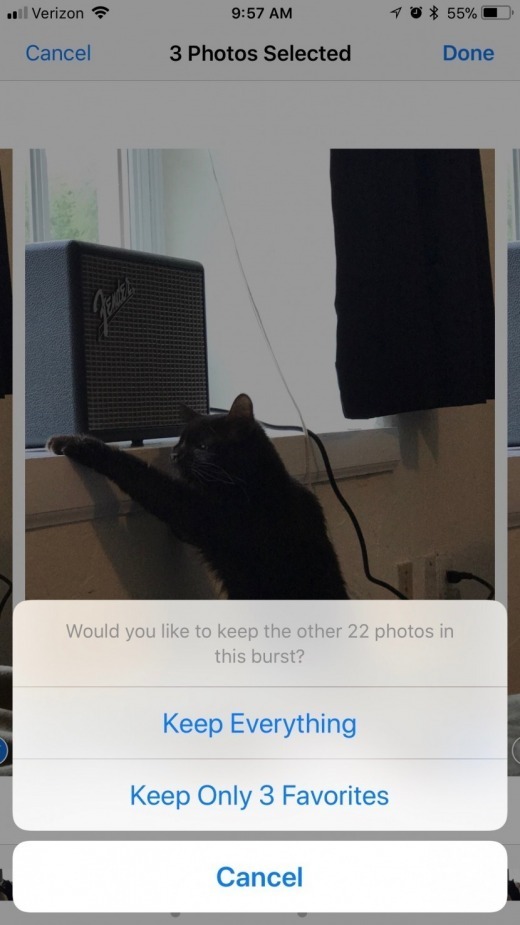 Verizon 9:57 AM 55%
Cancel 3 Photos Selected Done
Fender
Would you like to keep the other 22 photos in
this burst?
Keep Everything
Keep Only 3 Favorites
Cancel